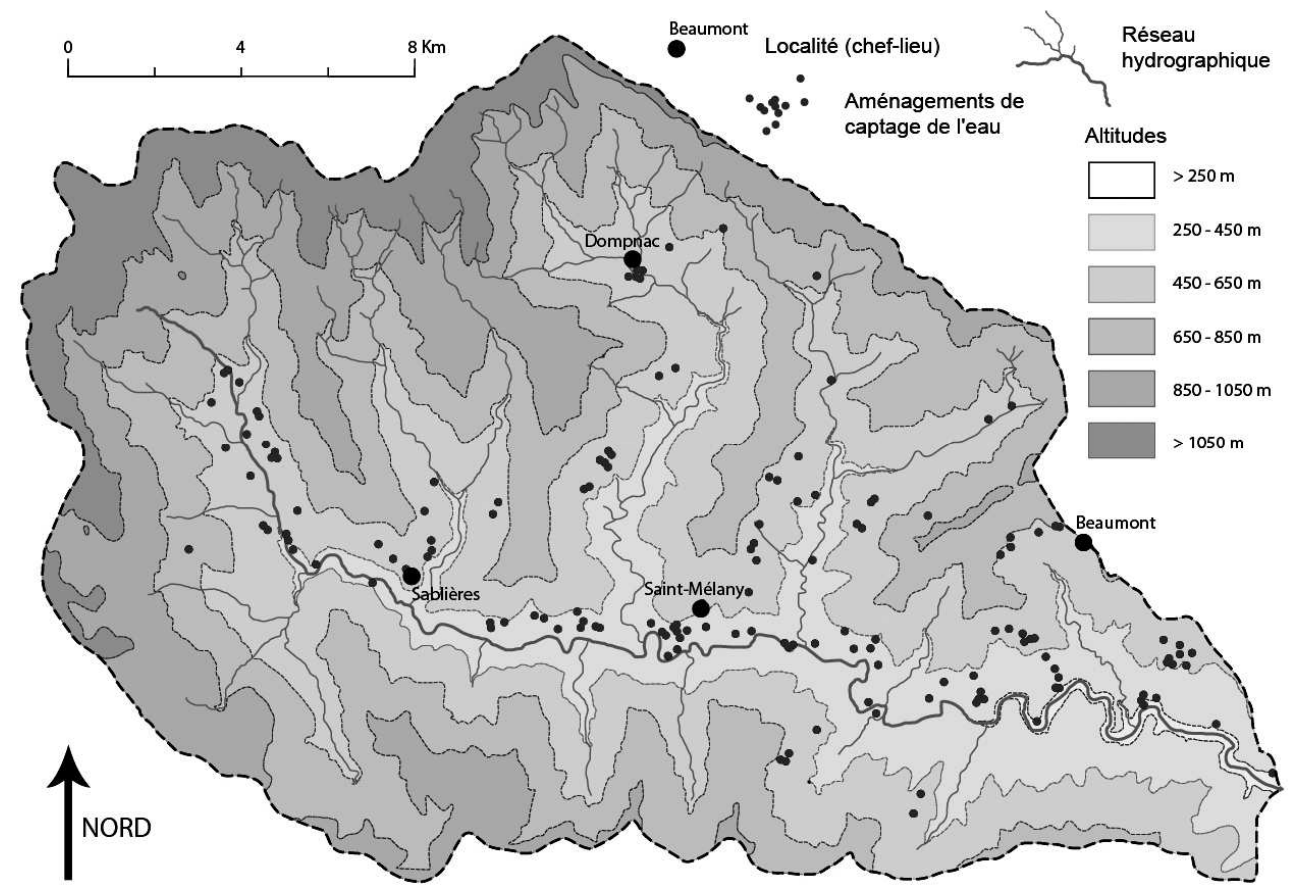 0 4 8 Km
Beaumont
Localité (chef-lieu)
Aménagements de
captage de l'eau
Réseau
hydrographique
Altitudes
> 250 m
250 - 450 m
450 - 650 m
650 - 850 m
850 - 1050 m
> 1050 m
Dompnac
Beaumont
Sablières
Saint-Mélany
NORD